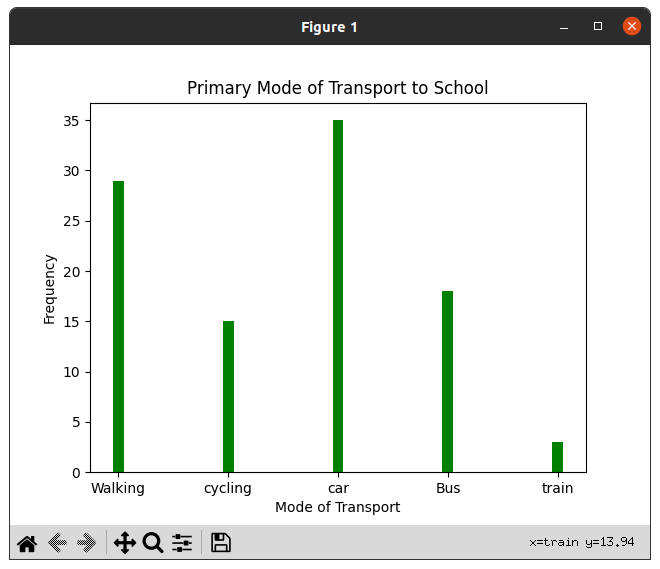 Figure 1
Primary Mode of Transport to School
35
30
25
20
15
10
5
0
Frequency
Walking cycling car Bus train
Mode of Transport
x=train y=13.94